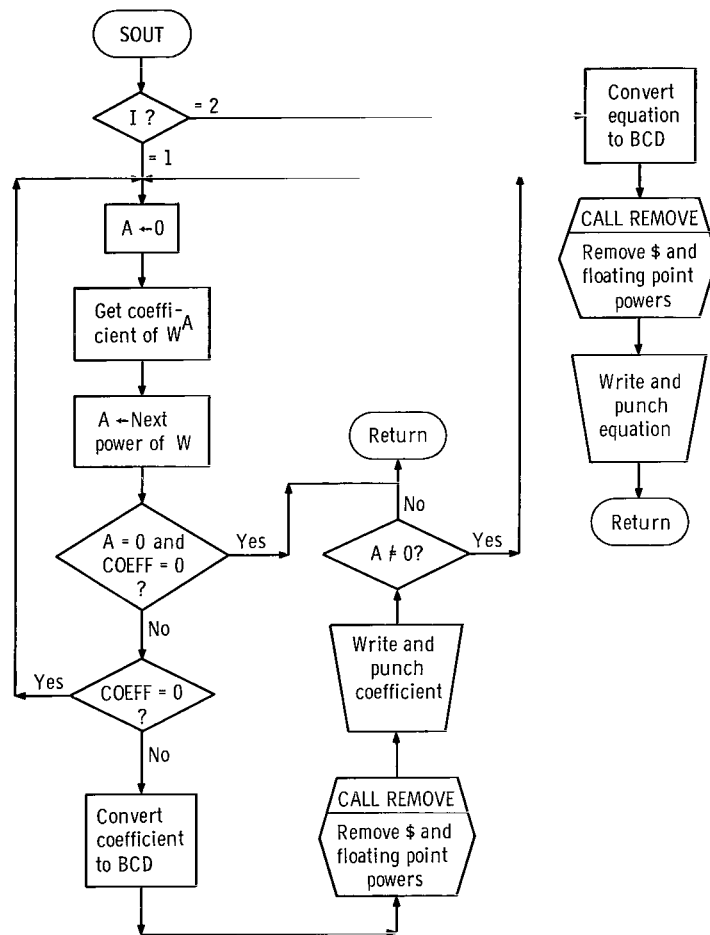 SOUT
I ?
= 2
= 1
A ←0
Get coeffi-
cient of W^A
A ←Next
power of W
A = 0 and
COEFF = 0
?
Yes
No
COEFF = 0
?
Yes
No
Convert
coefficient
to BCD
CALL REMOVE
Remove $ and
floating point
powers
Write and
punch
coefficient
A ≠ 0?
Yes
No
Return
Convert
equation
to BCD
CALL REMOVE
Remove $ and
floating point
powers
Write and
punch
equation
Return